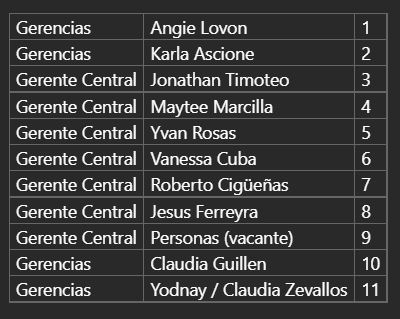 Gerencias Angie Lovon 1
Gerencias Karla Ascione 2
Gerente Central Jonathan Timoteo 3
Gerente Central Maytee Marcilla 4
Gerente Central Yvan Rosas 5
Gerente Central Vanessa Cuba 6
Gerente Central Roberto Cigüeñas 7
Gerente Central Jesus Ferreyra 8
Gerente Central Personas (vacante) 9
Gerencias Claudia Guillen 10
Gerencias Yodnay / Claudia Zevallos 11